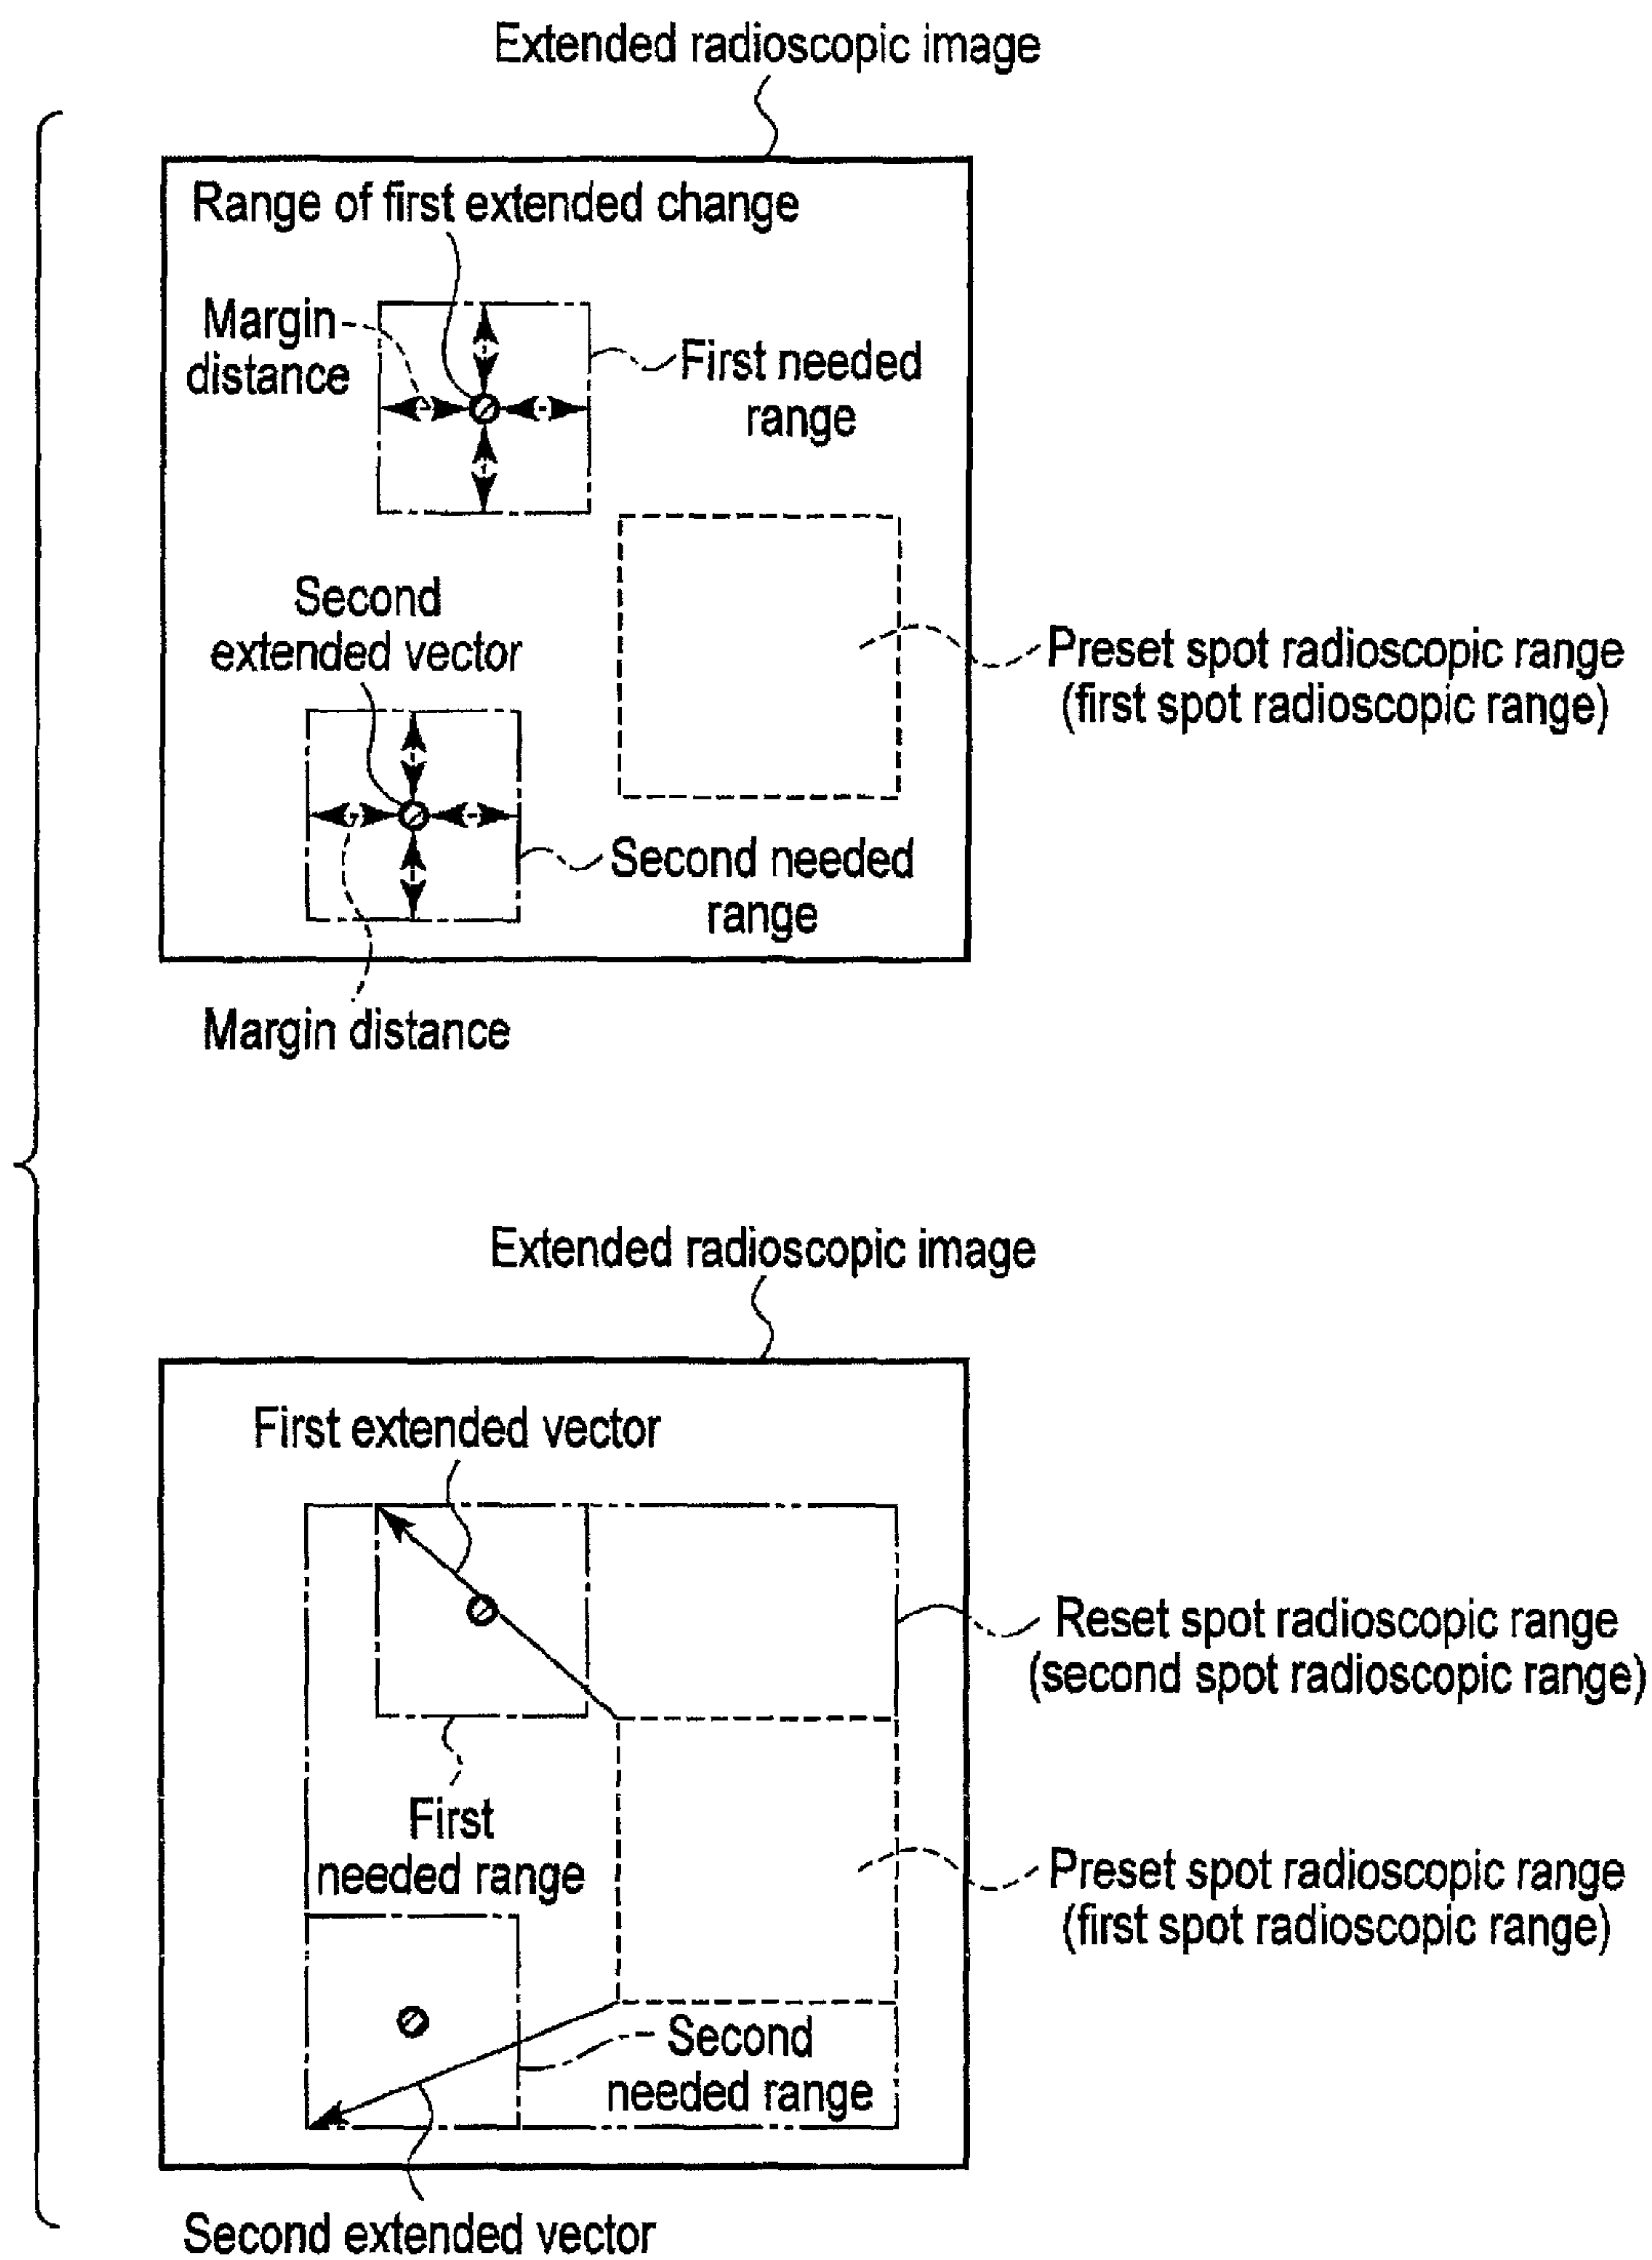 Extended radioscopic image
Range of first extended change
Margin
distance
First needed
range
Second
extended vector
Preset spot radioscopic range
(first spot radioscopic range)
Second needed
range
Margin distance
Extended radioscopic image
First extended vector
Reset spot radioscopic range
(second spot radioscopic range)
First
needed range
Preset spot radioscopic range
(first spot radioscopic range)
Second
needed range
Second extended vector